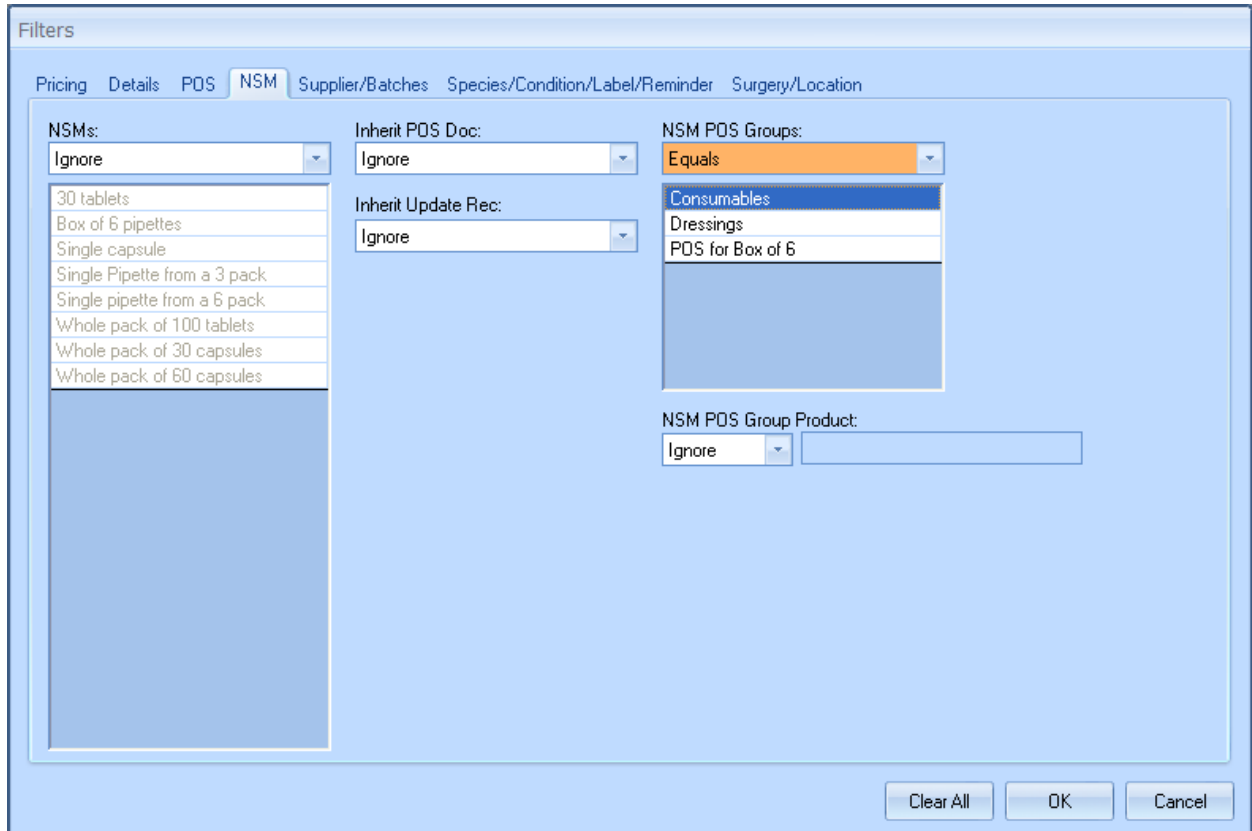 Filters
Pricing Details POS NSM Supplier/Batches Species/Condition/Label/Reminder Surgery/Location
NSMs:
Ignore
30 tablets
Box of 6 pipettes
Single capsule
Single Pipette from a 3 pack
Single pipette from a 6 pack
Whole pack of 100 tablets
Whole pack of 30 capsules
Whole pack of 60 capsules
Inherit POS Doc:
Ignore
Inherit Update Rec:
Ignore
NSM POS Groups:
Equals
Consumables
Dressings
POS for Box of 6
NSM POS Group Product:
Ignore
Clear All OK Cancel